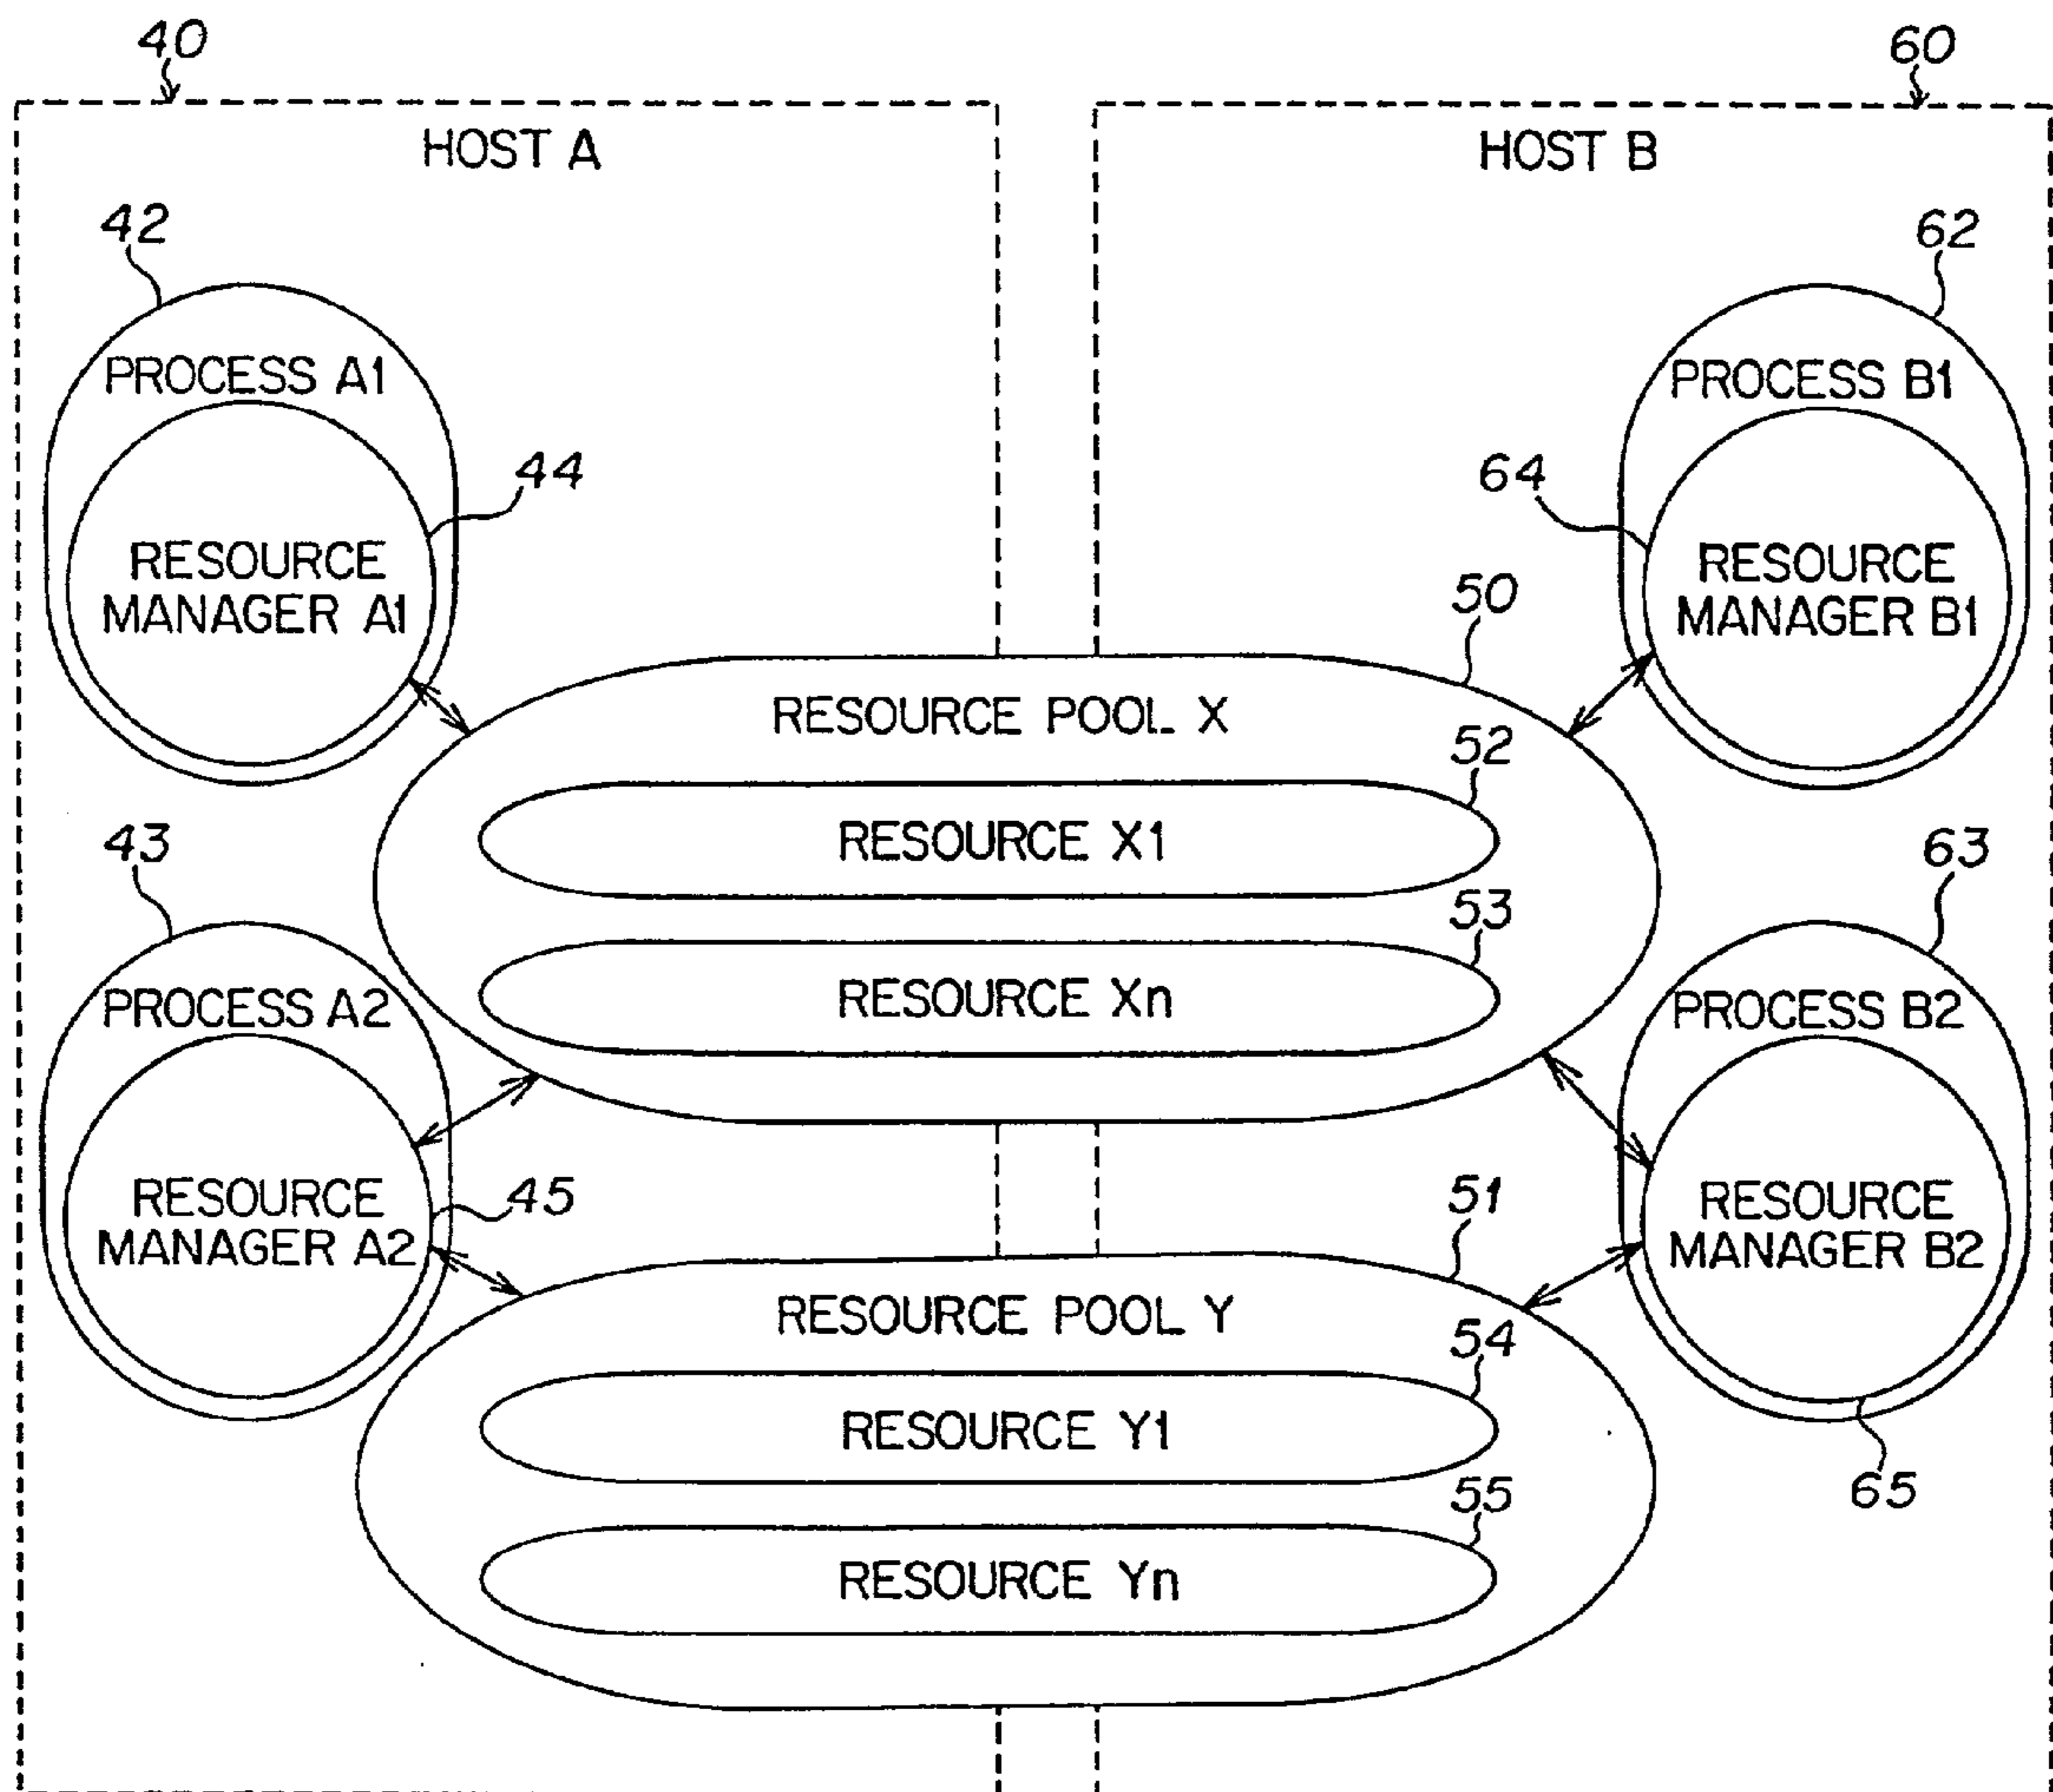 40
60
HOST A
HOST B
42
62
PROCESS A1
PROCESS B1
44
64
RESOURCE
MANAGER A1
RESOURCE
MANAGER B1
50
RESOURCE POOL X
52
RESOURCE X1
43
63
53
RESOURCE Xn
PROCESS A2
PROCESS B2
45
RESOURCE
MANAGER A2
51
RESOURCE
MANAGER B2
RESOURCE POOL Y
54
RESOURCE Y1
65
55
RESOURCE Yn